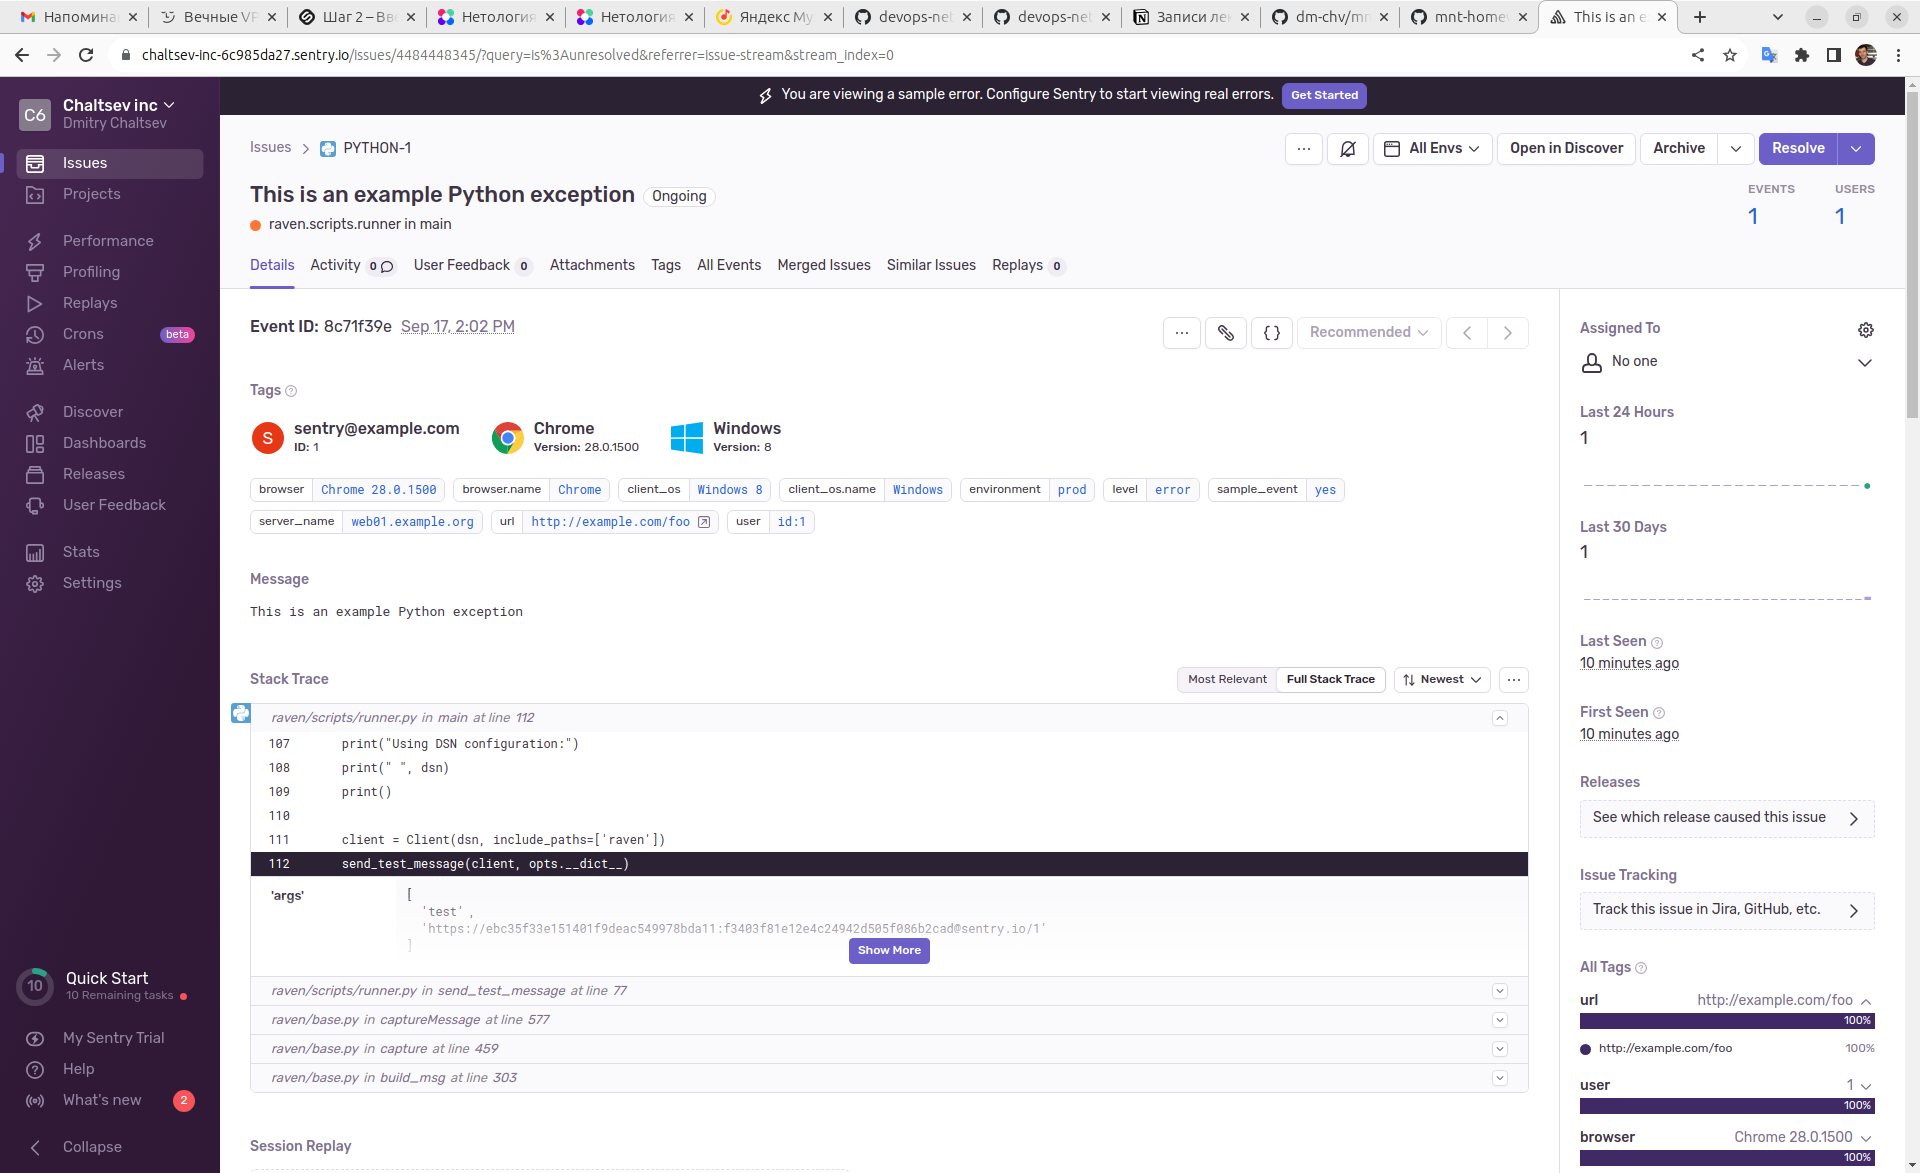 Напомина
Вечные VP
Шаг 2 – Вв
Нетология
Нетология
Яндекс Му
devops-net
devops-net
Записи ле
dm-chv/mn
mnt-home
This is an e
chaltsev-inc-6c985da27.sentry.io/issues/4484448345/?query=is%3Aunresolved&referrer=issue-stream&stream_index=0
You are viewing a sample error. Configure Sentry to start viewing real errors. Get Started
C6
Chaltsev inc
Dmitry Chaltsev
Issues
Projects
Performance
Profiling
Replays
Crons beta
Alerts
Discover
Dashboards
Releases
User Feedback
Stats
Settings
10
Quick Start
10 Remaining tasks
My Sentry Trial
Help
What's new 2
Collapse
Issues PYTHON-1
All Envs Open in Discover Archive Resolve
This is an example Python exception Ongoing
raven.scripts.runner in main
EVENTS USERS
1 1
Details Activity 0 User Feedback 0 Attachments Tags All Events Merged Issues Similar Issues Replays 0
Event ID: 8c71f39e Sep 17, 2:02 PM
Recommended
Tags
S
sentry@example.com
ID: 1
Chrome
Version: 28.0.1500
Windows
Version: 8
browser Chrome 28.0.1500 browser.name Chrome client_os Windows 8 client_os.name Windows environment prod level error sample_event yes
server_name web01.example.org url http://example.com/foo user id:1
Message
This is an example Python exception
Stack Trace
Most Relevant Full Stack Trace Newest
raven/scripts/runner.py in main at line 112
107 print("Using DSN configuration:")
108 print(" ", dsn)
109 print()
110
111 client = Client(dsn, include_paths=['raven'])
112 send_test_message(client, opts.__dict__)
'args' [
'test' ,
'https://ebc35f33e151401f9deac549978bda11:f3403f81e12e4c24942d505f086b2cad@sentry.io/1'
]
Show More
raven/scripts/runner.py in send_test_message at line 77
raven/base.py in captureMessage at line 577
raven/base.py in capture at line 459
raven/base.py in build_msg at line 303
Session Replay
Assigned To
No one
Last 24 Hours
1
Last 30 Days
1
Last Seen
10 minutes ago
First Seen
10 minutes ago
Releases
See which release caused this issue
Issue Tracking
Track this issue in Jira, GitHub, etc.
All Tags
url http://example.com/foo
100%
http://example.com/foo 100%
user 1
100%
browser Chrome 28.0.1500
100%